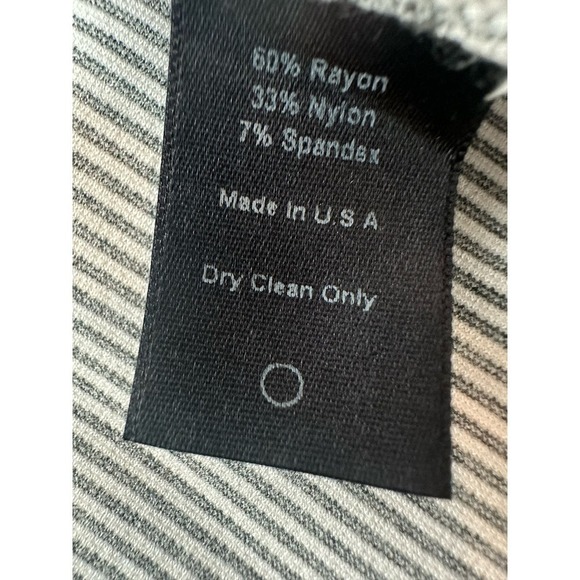 60% Rayon
33% Nylon
7% Spandex
Made In U.S.A
Dry Clean Only